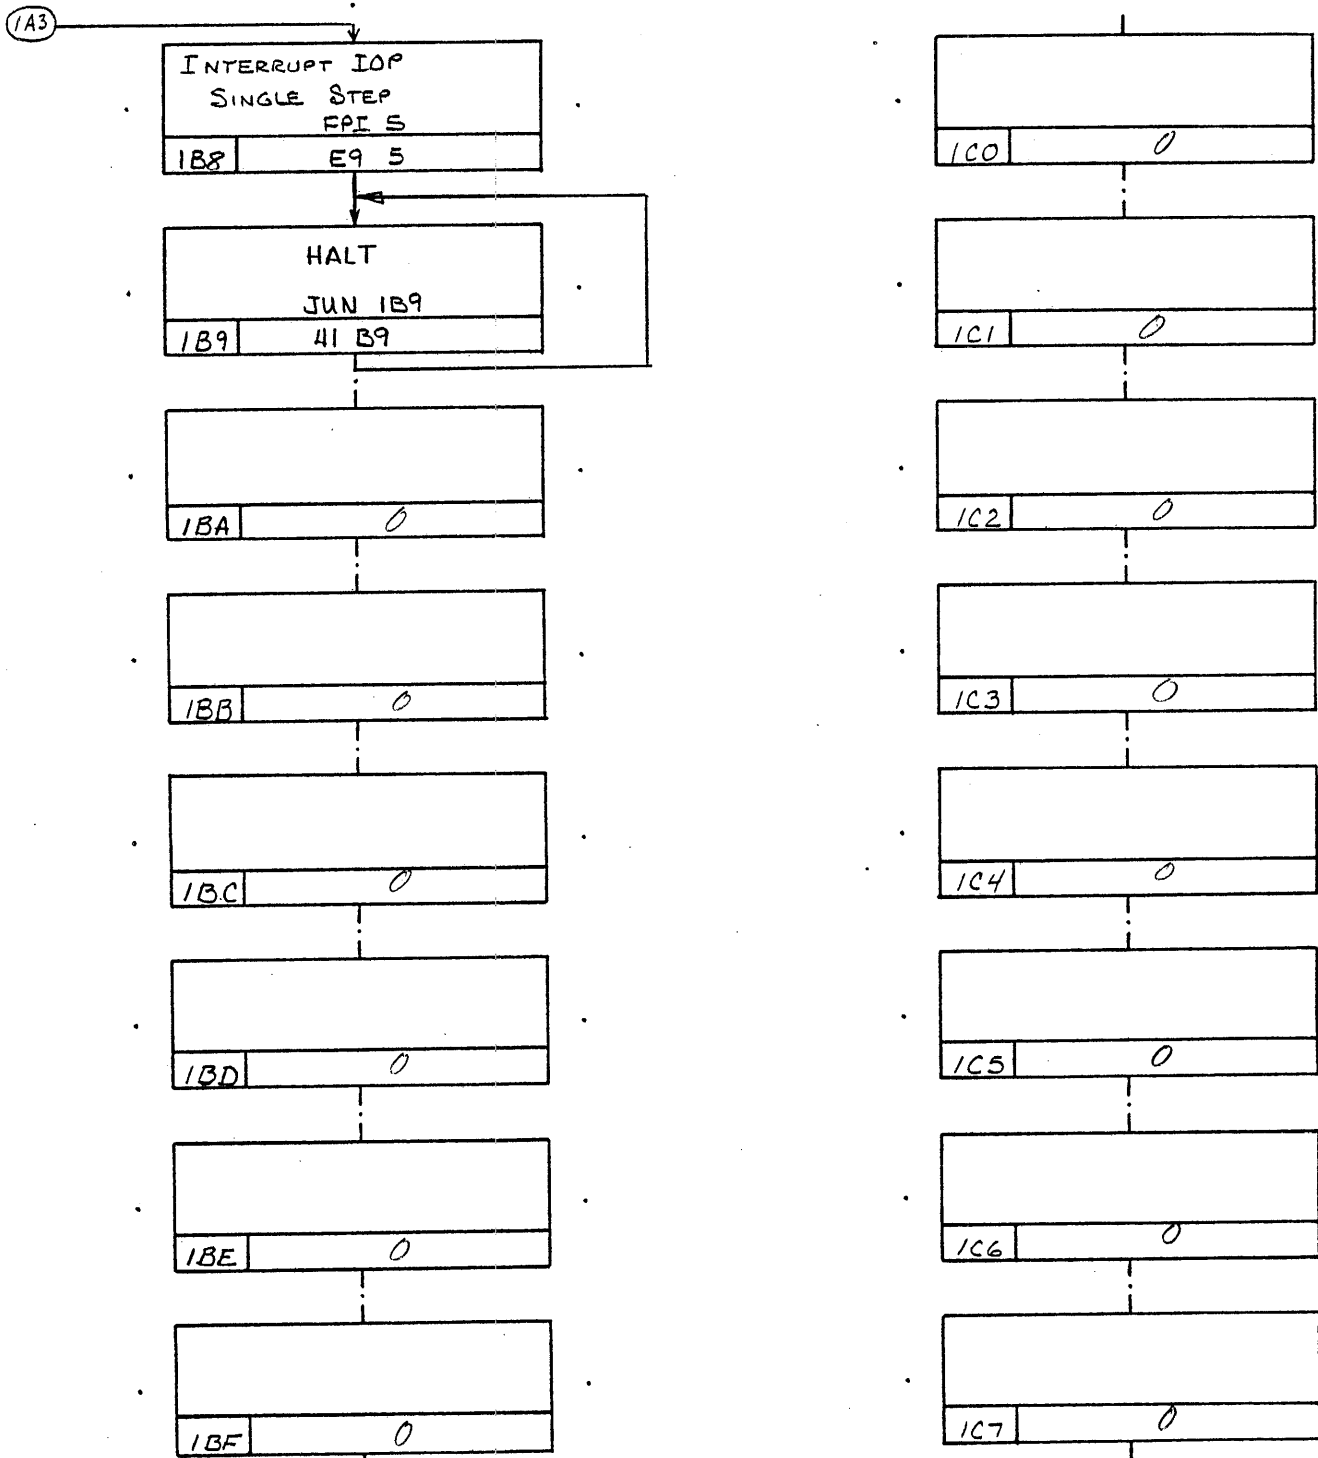 1A3
INTERRUPT IOP
SINGLE STEP
FPI 5
1B8 E9 5
HALT
JUN 1B9
1B9 41 B9
1BA 0
1BB 0
1BC 0
1BD 0
1BE 0
1BF 0
1C0 0
1C1 0
1C2 0
1C3 0
1C4 0
1C5 0
1C6 0
1C7 0